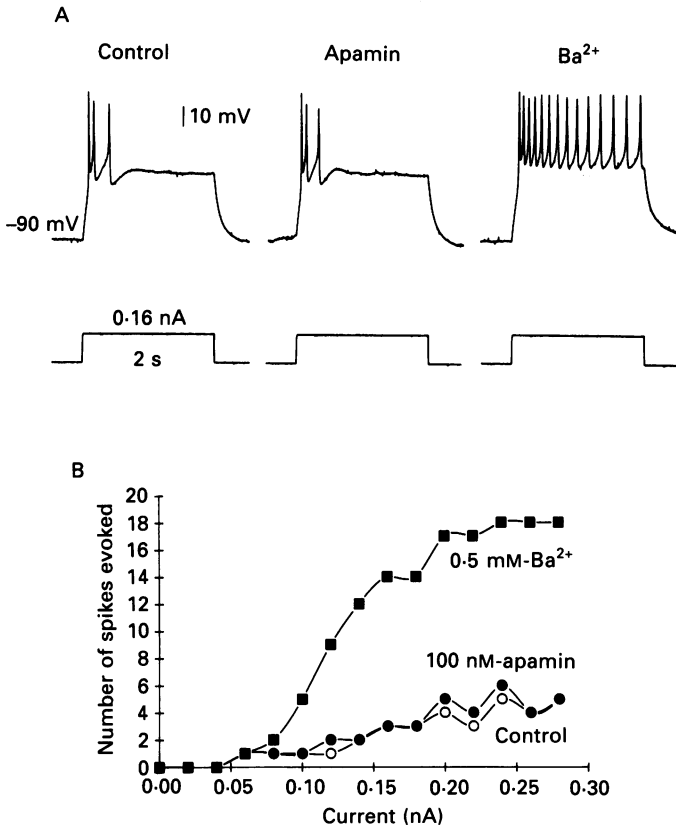 A
Control Apamin Ba²⁺
10 mV
–90 mV
0·16 nA
2 s
B
Number of spikes evoked
20
18
16
14
12
10
8
6
4
2
0
0.00 0.05 0.10 0.15 0.20 0.25 0.30
Current (nA)
0·5 mM-Ba²⁺
100 nM-apamin
Control